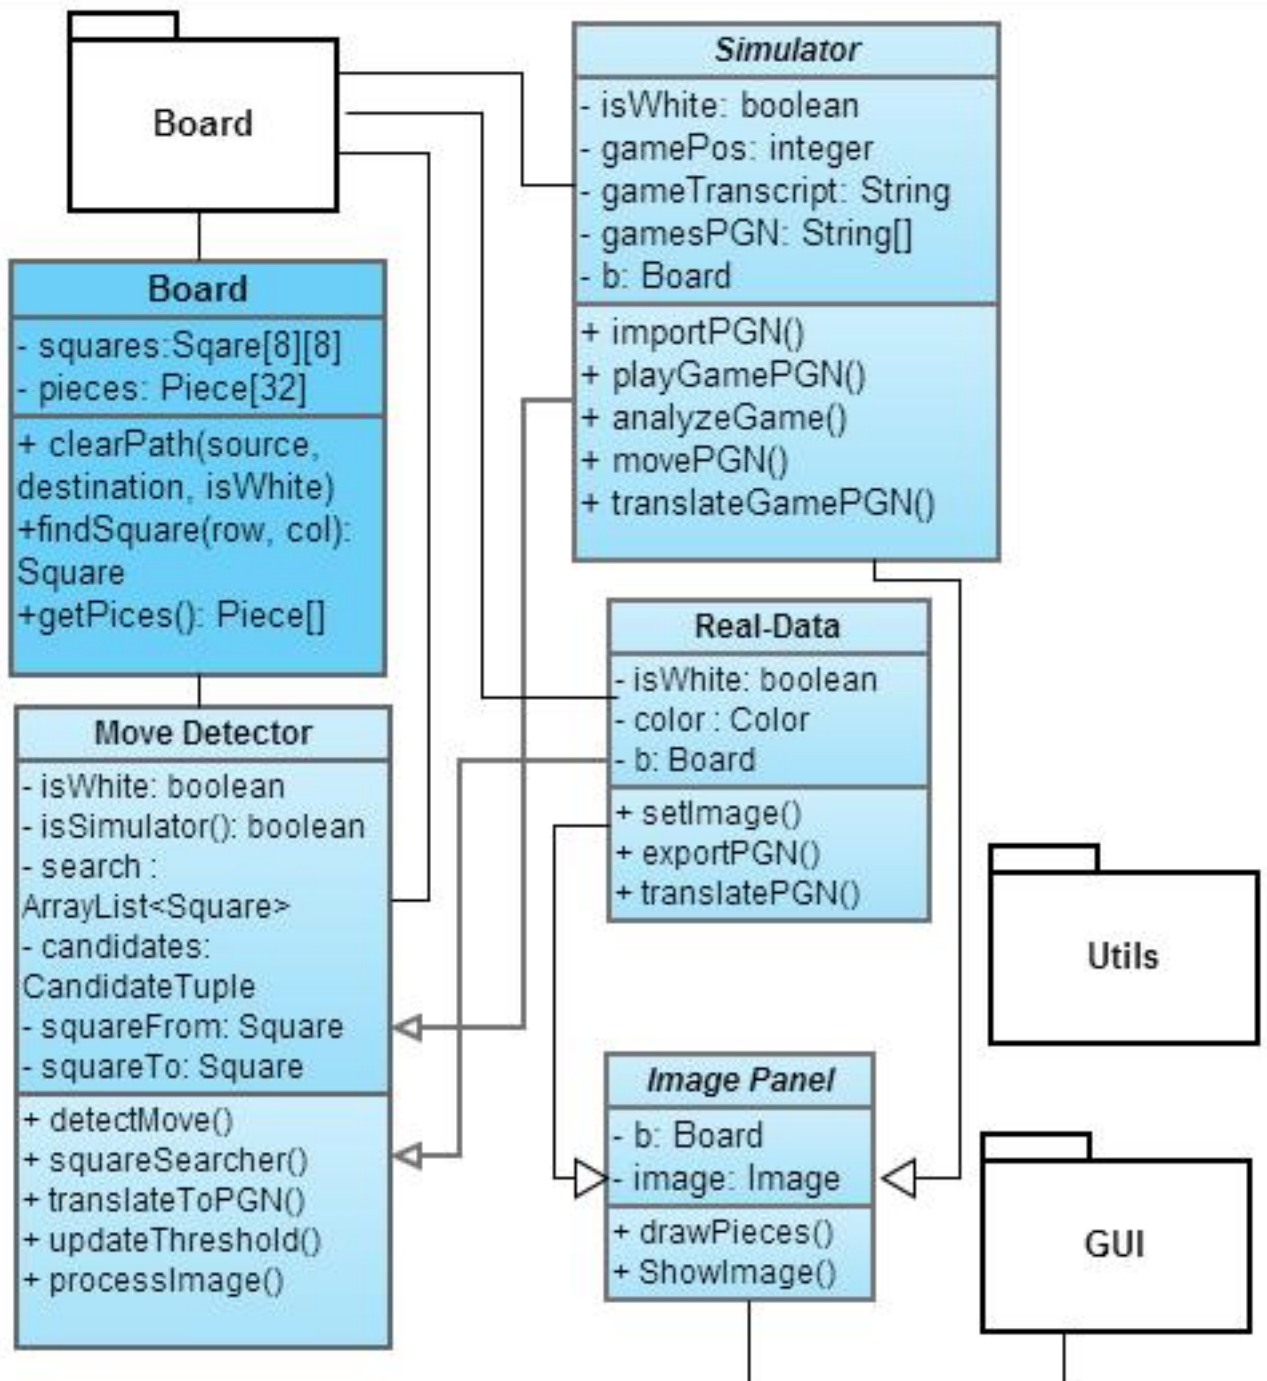 Board
Board
- squares:Sqare[8][8]
- pieces: Piece[32]
+ clearPath(source,
destination, isWhite)
+findSquare(row, col):
Square
+getPices(): Piece[]
Move Detector
- isWhite: boolean
- isSimulator(): boolean
- search :
ArrayList<Square>
- candidates:
CandidateTuple
- squareFrom: Square
- squareTo: Square
+ detectMove()
+ squareSearcher()
+ translateToPGN()
+ updateThreshold()
+ processImage()
Simulator
- isWhite: boolean
- gamePos: integer
- gameTranscript: String
- gamesPGN: String[]
- b: Board
+ importPGN()
+ playGamePGN()
+ analyzeGame()
+ movePGN()
+ translateGamePGN()
Real-Data
- isWhite: boolean
- color : Color
- b: Board
+ setImage()
+ exportPGN()
+ translatePGN()
Image Panel
- b: Board
- image: Image
+ drawPieces()
+ ShowImage()
Utils
GUI